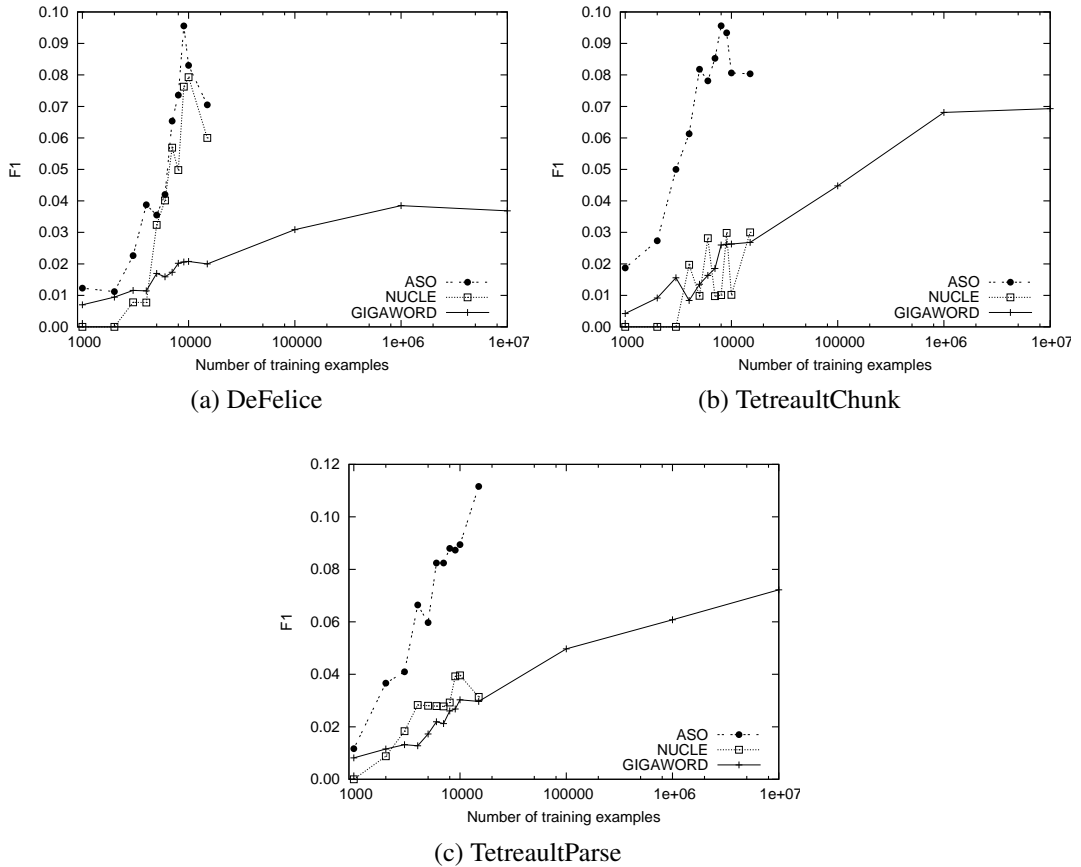 0.10
0.09
0.08
0.07
0.06
0.05
0.04
0.03
0.02
0.01
0.00
F1
1000 10000 100000 1e+06 1e+07
Number of training examples
ASO
NUCLE
GIGAWORD
(a) DeFelice
0.10
0.09
0.08
0.07
0.06
0.05
0.04
0.03
0.02
0.01
0.00
F1
1000 10000 100000 1e+06 1e+07
Number of training examples
ASO
NUCLE
GIGAWORD
(b) TetreaultChunk
0.12
0.10
0.08
0.06
0.04
0.02
0.00
F1
1000 10000 100000 1e+06 1e+07
Number of training examples
ASO
NUCLE
GIGAWORD
(c) TetreaultParse